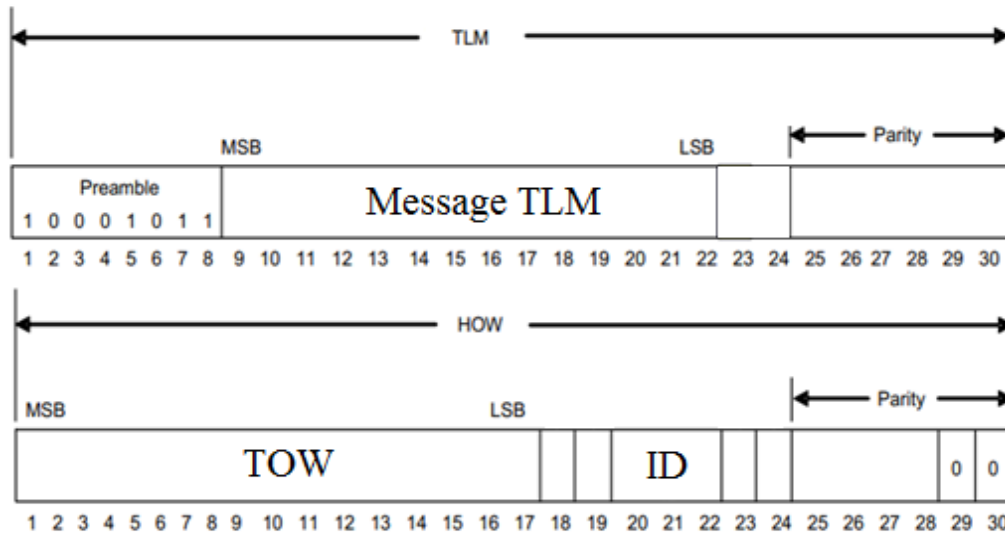 TLM
Parity
MSB LSB
Preamble
Message TLM
1 0 0 0 1 0 1 1
1 2 3 4 5 6 7 8 9 10 11 12 13 14 15 16 17 18 19 20 21 22 23 24 25 26 27 28 29 30
HOW
Parity
MSB LSB
TOW ID 0 0
1 2 3 4 5 6 7 8 9 10 11 12 13 14 15 16 17 18 19 20 21 22 23 24 25 26 27 28 29 30